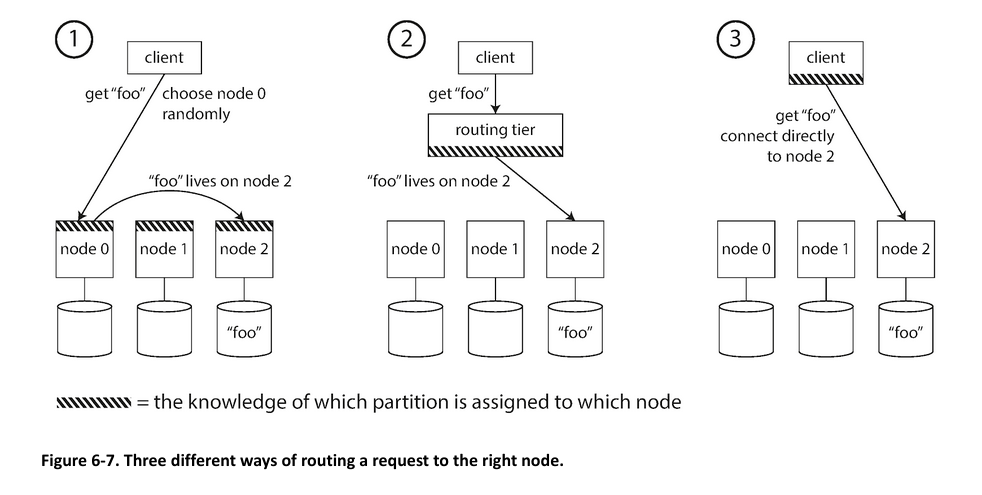 1
client
get “foo”
choose node 0
randomly
“foo” lives on node 2
node 0
node 1
node 2
“foo”
2
client
get “foo”
routing tier
“foo” lives on node 2
node 0
node 1
node 2
“foo”
3
client
get “foo”
connect directly
to node 2
node 0
node 1
node 2
“foo”
= the knowledge of which partition is assigned to which node
Figure 6-7. Three different ways of routing a request to the right node.